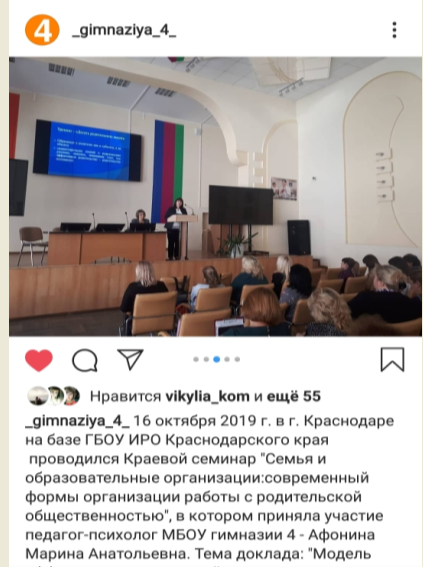 4 _gimnaziya_4_
Нравится vikylia_kom и ещё 55
_gimnaziya_4_ 16 октября 2019 г. в г. Краснодаре
на базе ГБОУ ИРО Краснодарского края
проводился Краевой семинар "Семья и
образовательные организации:современный
формы организации работы с родительской
общественностью", в котором приняла участие
педагог-психолог МБОУ гимназии 4 - Афонина
Марина Анатольевна. Тема доклада: "Модель